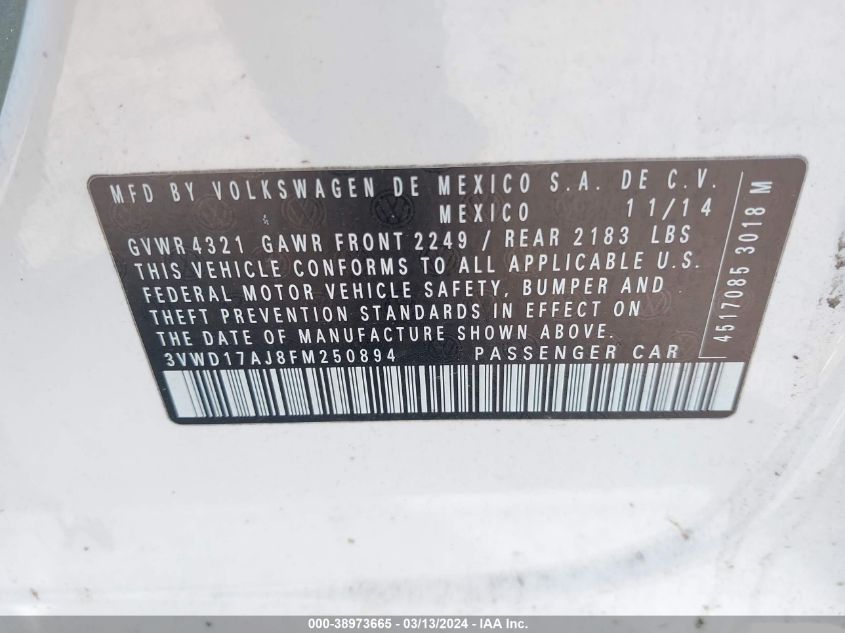 MFD BY VOLKSWAGEN DE MEXICO S.A. DE C.V.
MEXICO 11/14
GVWR 4321 GAWR FRONT 2249 / REAR 2183 LBS
THIS VEHICLE CONFORMS TO ALL APPLICABLE U.S.
FEDERAL MOTOR VEHICLE SAFETY, BUMPER AND
THEFT PREVENTION STANDARDS IN EFFECT ON
THE DATE OF MANUFACTURE SHOWN ABOVE.
3VWD17AJ8FM250894 PASSENGER CAR
4517085 3018 M
000-38973665 - 03/13/2024 - IAA Inc.